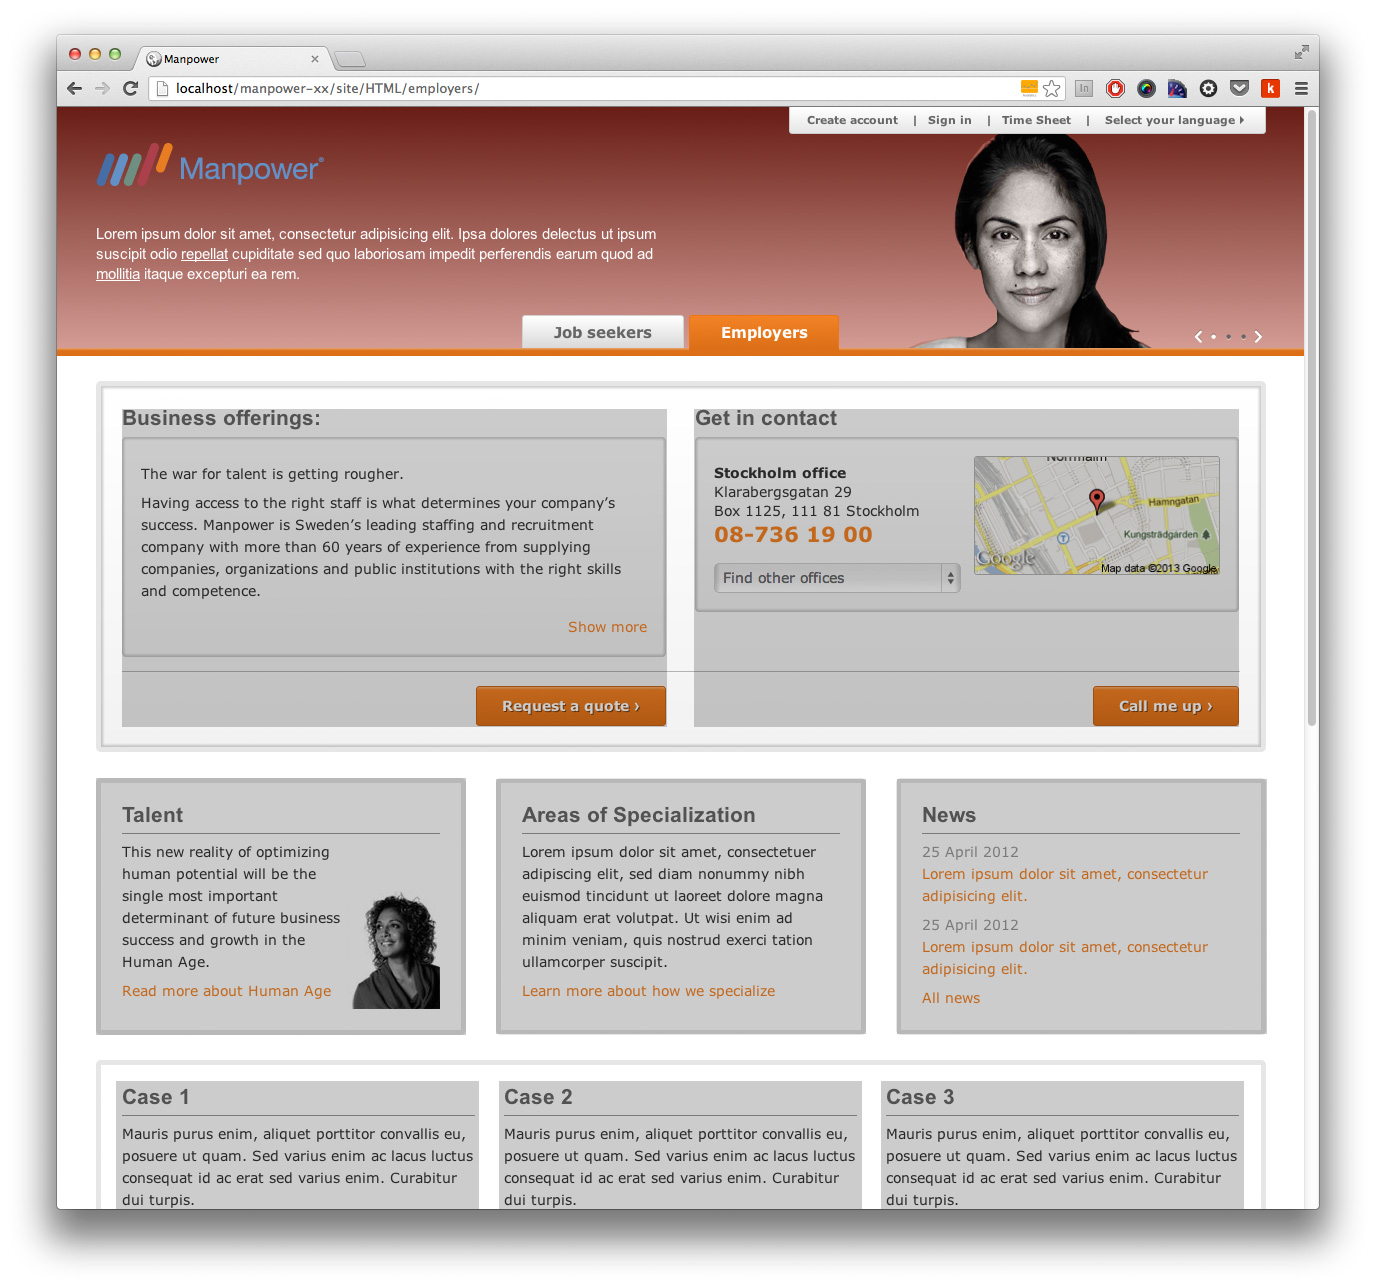 Manpower
localhost/manpower-xx/site/HTML/employers/
Create account | Sign in | Time Sheet | Select your language
Manpower®
Lorem ipsum dolor sit amet, consectetur adipisicing elit. Ipsa dolores delectus ut ipsum
suscipit odio repellat cupiditate sed quo laboriosam impedit perferendis earum quod ad
mollitia itaque excepturi ea rem.
Job seekers
Employers
Business offerings:
The war for talent is getting rougher.
Having access to the right staff is what determines your company’s
success. Manpower is Sweden’s leading staffing and recruitment
company with more than 60 years of experience from supplying
companies, organizations and public institutions with the right skills
and competence.
Show more
Request a quote ›
Get in contact
Stockholm office
Klarabergsgatan 29
Box 1125, 111 81 Stockholm
08-736 19 00
Find other offices
Norrmalm
Hamngatan
Kungsträdgården
T
Google
Map data ©2013 Google
Call me up ›
Talent
This new reality of optimizing
human potential will be the
single most important
determinant of future business
success and growth in the
Human Age.
Read more about Human Age
Areas of Specialization
Lorem ipsum dolor sit amet, consectetuer
adipiscing elit, sed diam nonummy nibh
euismod tincidunt ut laoreet dolore magna
aliquam erat volutpat. Ut wisi enim ad
minim veniam, quis nostrud exerci tation
ullamcorper suscipit.
Learn more about how we specialize
News
25 April 2012
Lorem ipsum dolor sit amet, consectetur
adipisicing elit.
25 April 2012
Lorem ipsum dolor sit amet, consectetur
adipisicing elit.
All news
Case 1
Mauris purus enim, aliquet porttitor convallis eu,
posuere ut quam. Sed varius enim ac lacus luctus
consequat id ac erat sed varius enim. Curabitur
dui turpis.
Case 2
Mauris purus enim, aliquet porttitor convallis eu,
posuere ut quam. Sed varius enim ac lacus luctus
consequat id ac erat sed varius enim. Curabitur
dui turpis.
Case 3
Mauris purus enim, aliquet porttitor convallis eu,
posuere ut quam. Sed varius enim ac lacus luctus
consequat id ac erat sed varius enim. Curabitur
dui turpis.